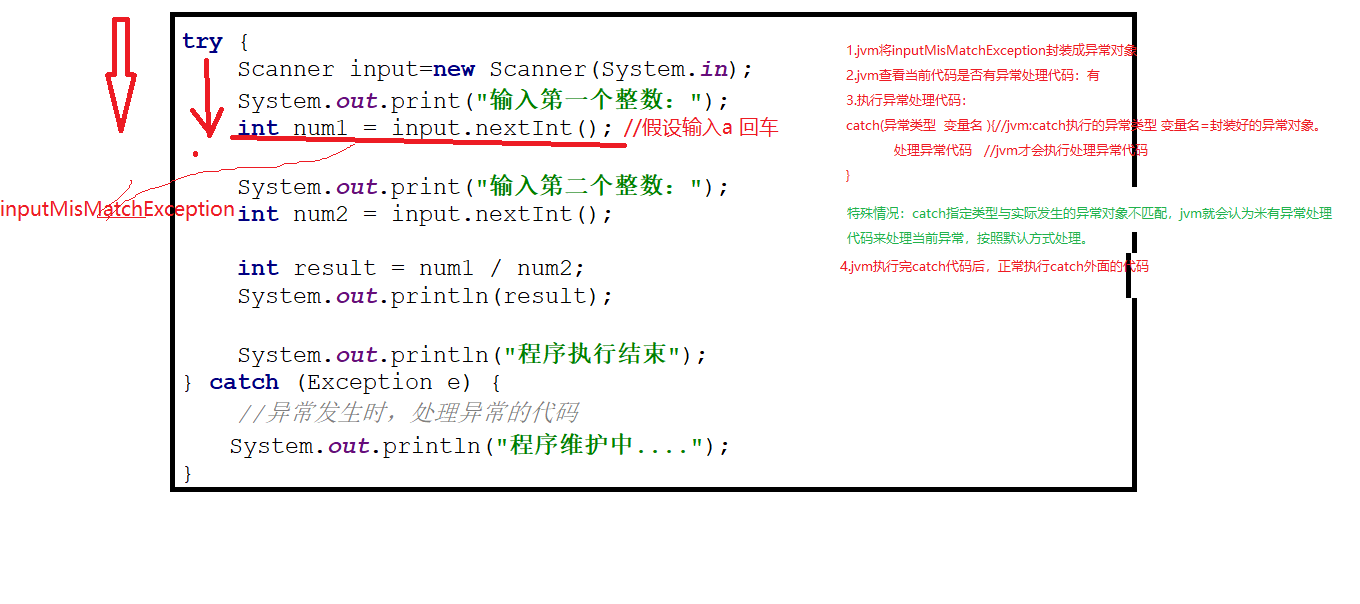 try {
Scanner input=new Scanner(System.in);
System.out.print("输入第一个整数：");
int num1 = input.nextInt(); //假设输入a 回车
System.out.print("输入第二个整数：");
inputMisMatchException
int num2 = input.nextInt();
int result = num1 / num2;
System.out.println(result);
System.out.println("程序执行结束");
} catch (Exception e) {
//异常发生时，处理异常的代码
System.out.println("程序维护中....");
}
1.jvm将inputMisMatchException封装成异常对象
2.jvm查看当前代码是否有异常处理代码：有
3.执行异常处理代码：
catch(异常类型 变量名 ){//jvm:catch执行的异常类型 变量名=封装好的异常对象。
处理异常代码 //jvm才会执行处理异常代码
}
特殊情况：catch指定类型与实际发生的异常对象不匹配，jvm就会认为米有异常处理
代码来处理当前异常，按照默认方式处理。
4.jvm执行完catch代码后，正常执行catch外面的代码